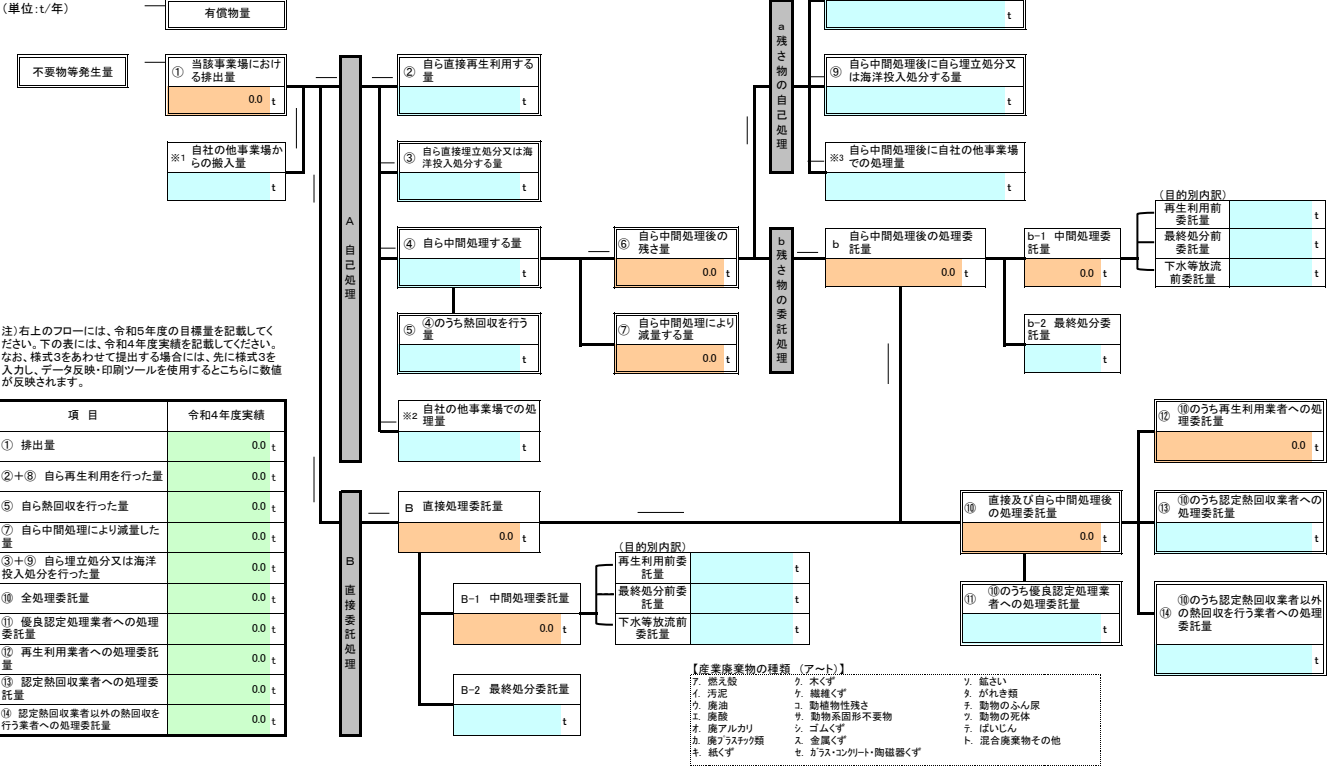 (単位:t/年)
有償物量
t
不要物等発生量
① 当該事業場におけ
る排出量
0.0 t
※1 自社の他事業場か
らの搬入量
t
A
自
己
処
理
② 自ら直接再生利用する
量
t
③ 自ら直接埋立処分又は海
洋投入処分する量
t
④ 自ら中間処理する量
t
⑤ ④のうち熱回収を行う
量
t
※2 自社の他事業場での処
理量
t
⑥ 自ら中間処理後の
残さ量
0.0 t
⑦ 自ら中間処理により
減量する量
0.0 t
a
残
さ
物
の
自
己
処
理
⑨ 自ら中間処理後に自ら埋立処分又
は海洋投入処分する量
t
※3 自ら中間処理後に自社の他事業場
での処理量
t
b
残
さ
物
の
委
託
処
理
b 自ら中間処理後の処理委
託量
0.0 t
b-1 中間処理委
託量
0.0 t
(目的別内訳)
再生利用前
委託量
t
最終処分前
委託量
t
下水等放流
前委託量
t
b-2 最終処分委
託量
t
注)右上のフローには、令和5年度の目標量を記載してく
ださい。下の表には、令和4年度実績を記載してください。
なお、様式3をあわせて提出する場合には、先に様式3を
入力し、データ反映・印刷ツールを使用するとこちらに数値
が反映されます。
項 目 令和4年度実績
① 排出量 0.0 t
②+⑧ 自ら再生利用を行った量 0.0 t
⑤ 自ら熱回収を行った量 0.0 t
⑦ 自ら中間処理により減量した
量 0.0 t
③+⑨ 自ら埋立処分又は海洋
投入処分を行った量 0.0 t
⑩ 全処理委託量 0.0 t
⑪ 優良認定処理業者への処理
委託量 0.0 t
⑫ 再生利用業者への処理委託
量 0.0 t
⑬ 認定熱回収業者への処理委
託量 0.0 t
⑭ 認定熱回収業者以外の熱回収を
行う業者への処理委託量 0.0 t
B
直
接
委
託
処
理
B 直接処理委託量
0.0 t
B-1 中間処理委託量
0.0 t
(目的別内訳)
再生利用前委
託量
t
最終処分前委
託量
t
下水等放流前
委託量
t
B-2 最終処分委託量
t
⑩ 直接及び自ら中間処理後
の処理委託量
0.0 t
⑪ ⑩のうち優良認定処理業
者への処理委託量
t
⑫ ⑩のうち再生利用業者への処
理委託量
0.0 t
⑬ ⑩のうち認定熱回収業者への
処理委託量
t
⑭ ⑩のうち認定熱回収業者以外
の熱回収を行う業者への処理
委託量
t
【産業廃棄物の種類 (ア~ト)】
ア. 燃え殻 ク. 木くず ソ. 鉱さい
イ. 汚泥 ケ. 繊維くず タ. がれき類
ウ. 廃油 コ. 動植物性残さ チ. 動物のふん尿
エ. 廃酸 サ. 動物系固形不要物 ツ. 動物の死体
オ. 廃アルカリ シ. ゴムくず テ. ばいじん
カ. 廃プラスチック類 ス. 金属くず ト. 混合廃棄物その他
キ. 紙くず セ. ガラス・コンクリート・陶磁器くず